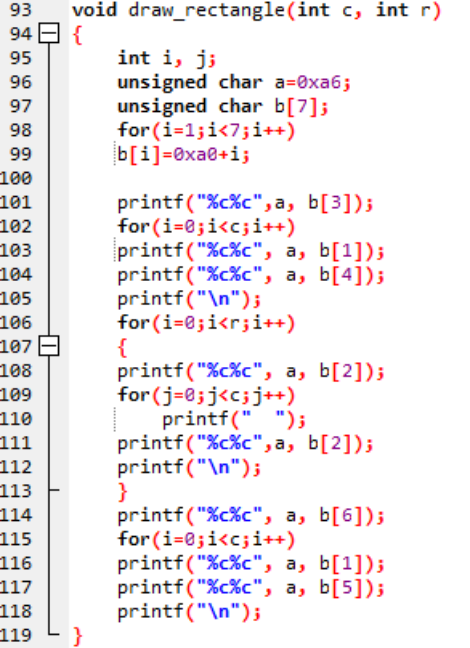 93 void draw_rectangle(int c, int r)
94 {
95 int i, j;
96 unsigned char a=0xa6;
97 unsigned char b[7];
98 for(i=1;i<7;i++)
99 b[i]=0xa0+i;
100
101 printf("%c%c",a, b[3]);
102 for(i=0;i<c;i++)
103 printf("%c%c", a, b[1]);
104 printf("%c%c", a, b[4]);
105 printf("\n");
106 for(i=0;i<r;i++)
107 {
108 printf("%c%c", a, b[2]);
109 for(j=0;j<c;j++)
110 printf("  ");
111 printf("%c%c",a, b[2]);
112 printf("\n");
113 }
114 printf("%c%c", a, b[6]);
115 for(i=0;i<c;i++)
116 printf("%c%c", a, b[1]);
117 printf("%c%c", a, b[5]);
118 printf("\n");
119 }